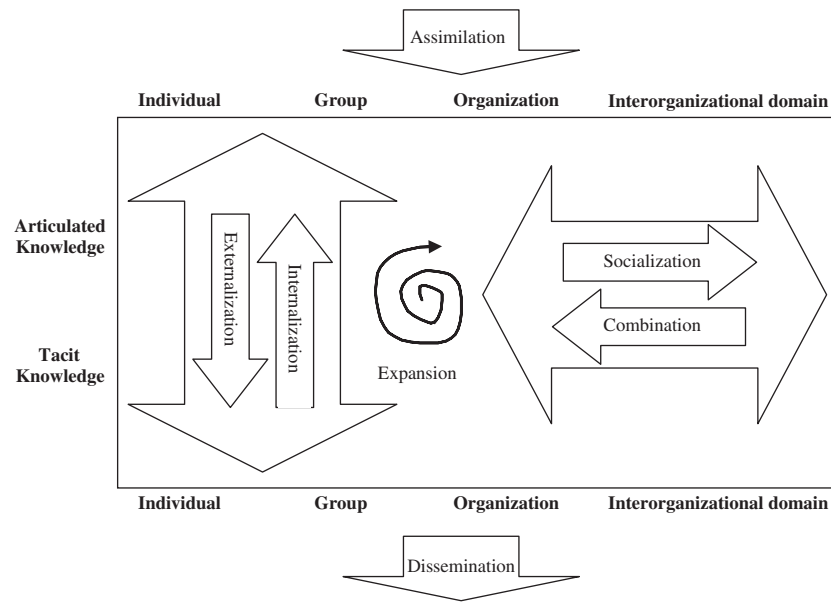 Assimilation
Individual Group Organization Interorganizational domain
Articulated
Knowledge
Externalization
Internalization
Socialization
Combination
Tacit
Knowledge
Expansion
Individual Group Organization Interorganizational domain
Dissemination